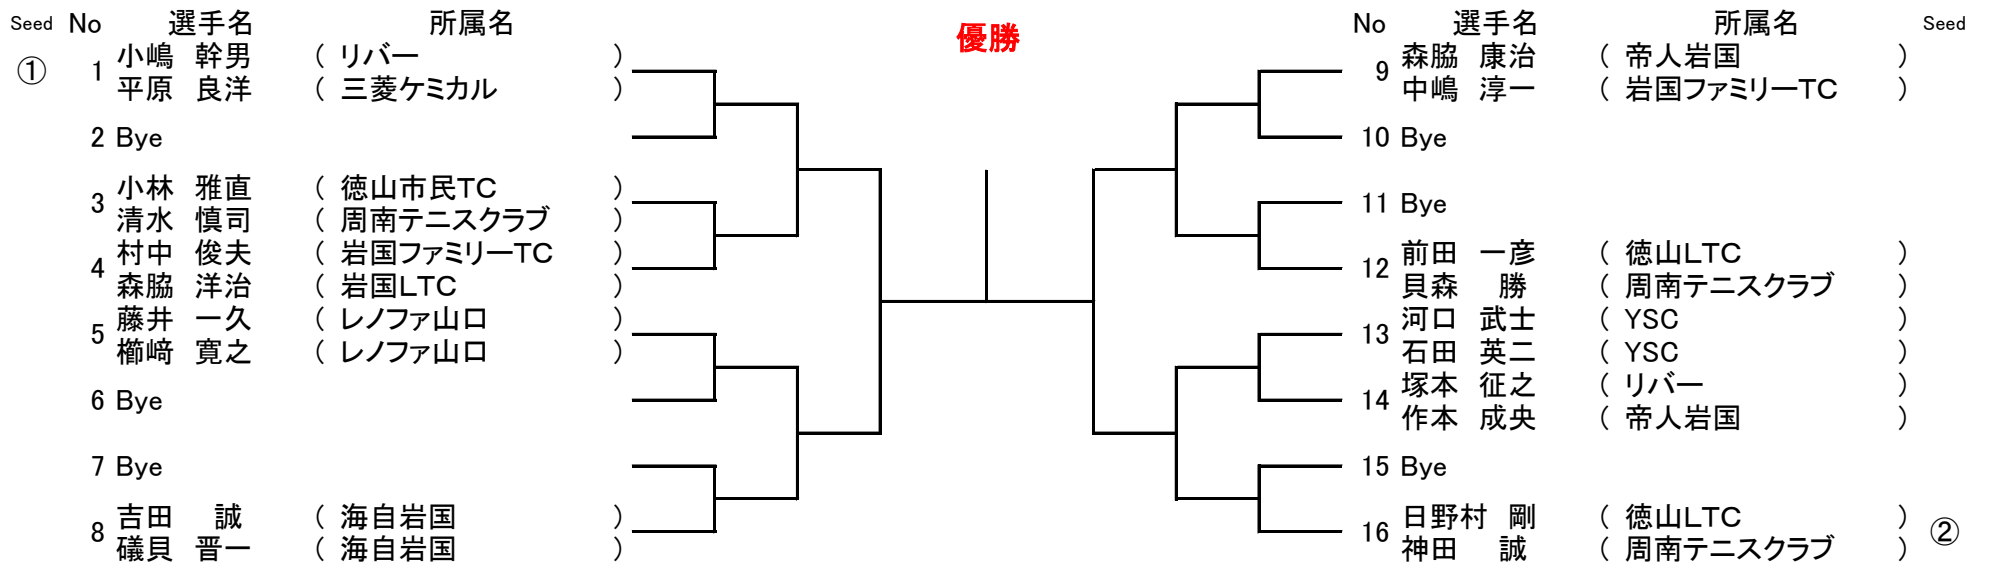 Seed No 選手名 所属名
小嶋 幹男 ( リバー )
① 1
平原 良洋 ( 三菱ケミカル )
2 Bye
小林 雅直 ( 徳山市民TC )
3
清水 慎司 ( 周南テニスクラブ )
村中 俊夫 ( 岩国ファミリーTC )
4
森脇 洋治 ( 岩国LTC )
藤井 一久 ( レノファ山口 )
5
櫛﨑 寛之 ( レノファ山口 )
6 Bye
7 Bye
吉田 誠 ( 海自岩国 )
8
礒貝 晋一 ( 海自岩国 )
優勝
No 選手名 所属名 Seed
森脇 康治 ( 帝人岩国 )
9
中嶋 淳一 ( 岩国ファミリーTC )
10 Bye
11 Bye
前田 一彦 ( 徳山LTC )
12
貝森 勝 ( 周南テニスクラブ )
河口 武士 ( YSC )
13
石田 英二 ( YSC )
塚本 征之 ( リバー )
14
作本 成央 ( 帝人岩国 )
15 Bye
日野村 剛 ( 徳山LTC )
16 ②
神田 誠 ( 周南テニスクラブ )